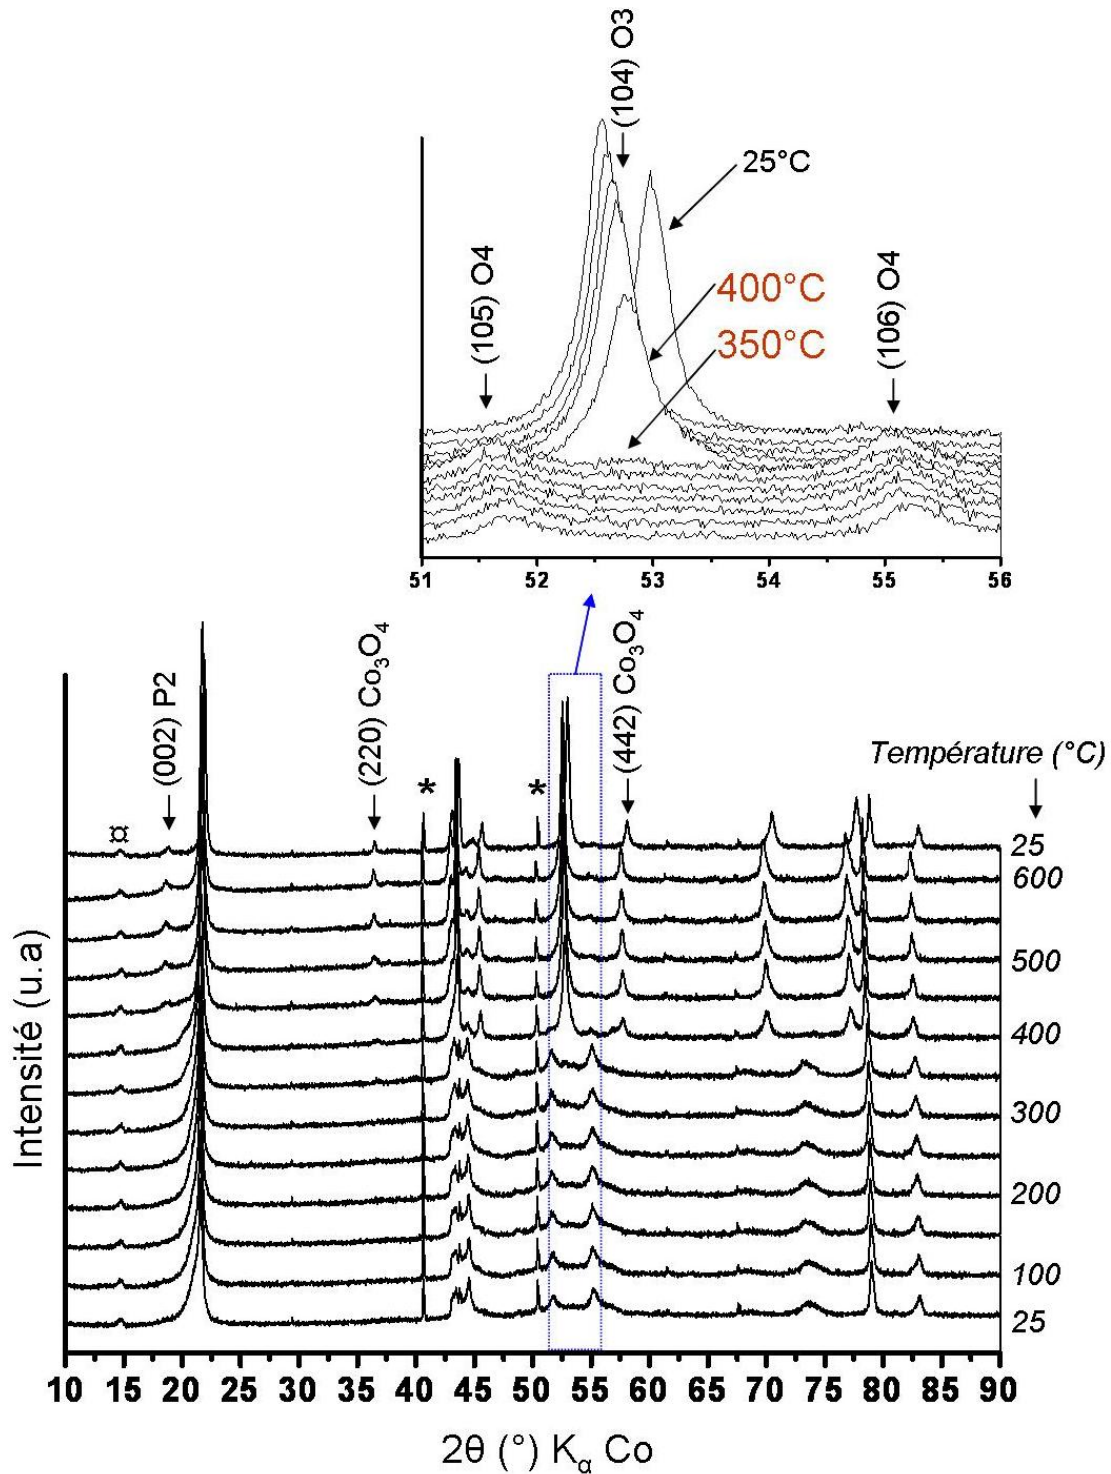 (104) O3
25°C
(105) O4
400°C
(106) O4
350°C
51 52 53 54 55 56
(002) P2
(220) Co₃O₄
(442) Co₃O₄
Température (°C)
* *
¤
25
600
500
400
300
200
100
25
Intensité (u.a)
10 15 20 25 30 35 40 45 50 55 60 65 70 75 80 85 90
2θ (°) Kα Co